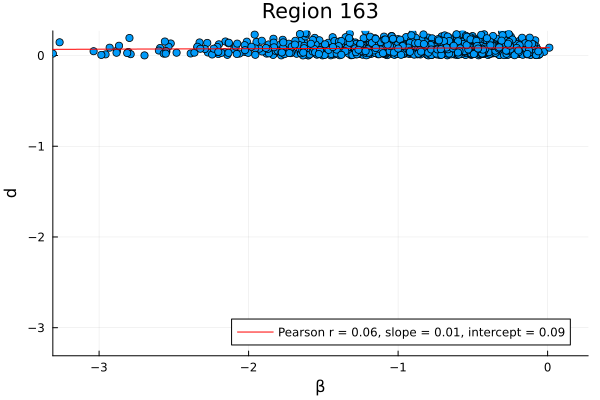 Region 163
d
0
−1
−2
−3
Pearson r = 0.06, slope = 0.01, intercept = 0.09
−3
−2
−1
0
β